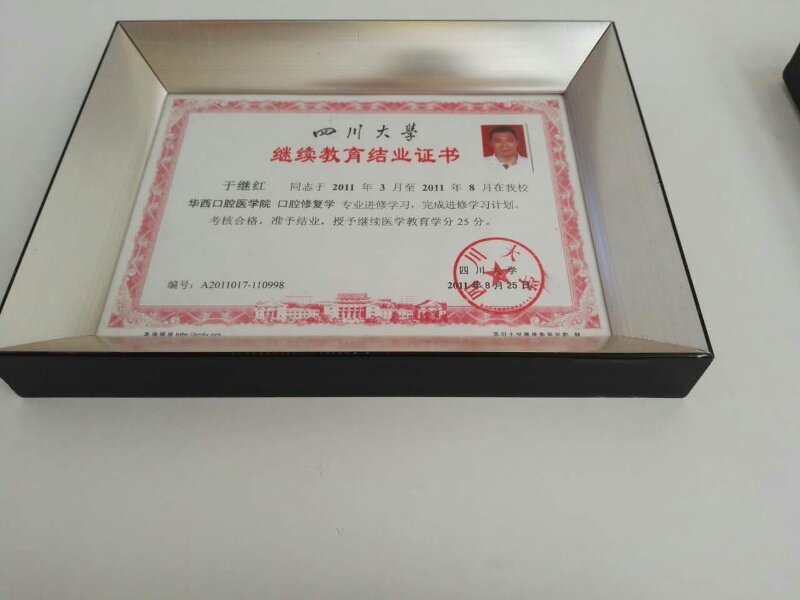 四川大學
继续教育结业证书
于继红 同志于 2011 年 3 月至 2011 年 8 月在我校
华西口腔医学院 口腔修复学 专业进修学习，完成进修学习计划。
考核合格，准予结业，授予继续医学教育学分 25 分。
四川大学
四 川 大 学
编号：A2011017-110998
2011 年 8 月 25 日